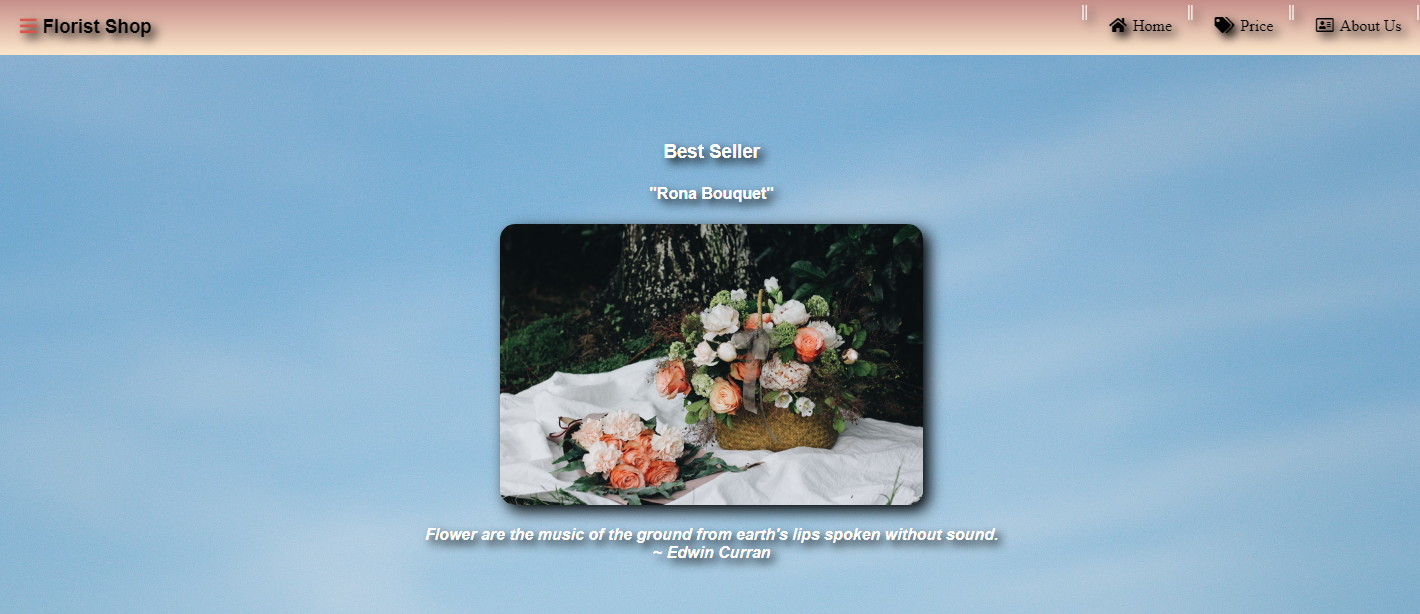 Florist Shop
Home
Price
About Us
Best Seller
"Rona Bouquet"
Flower are the music of the ground from earth's lips spoken without sound.
~ Edwin Curran